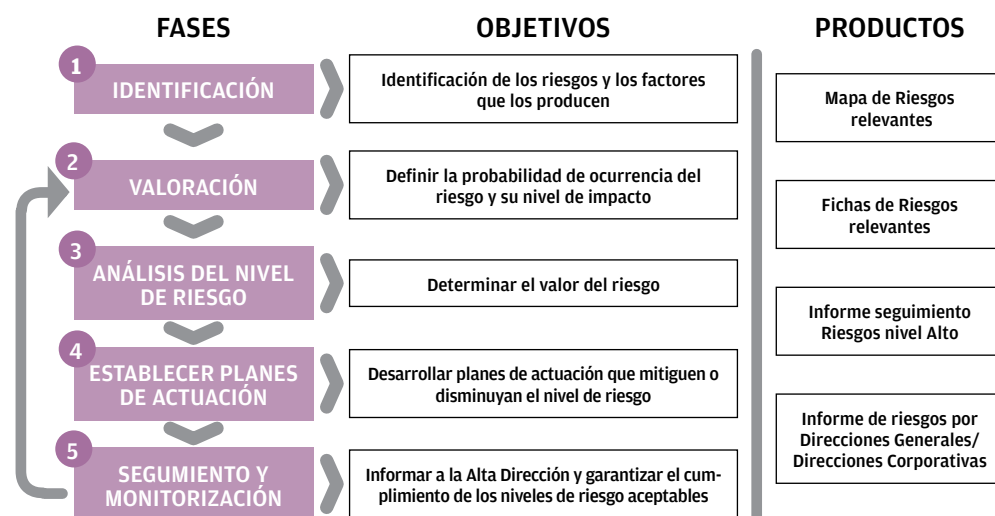 FASES
OBJETIVOS
PRODUCTOS
1
IDENTIFICACIÓN
Identificación de los riesgos y los factores
que los producen
2
VALORACIÓN
Definir la probabilidad de ocurrencia del
riesgo y su nivel de impacto
3
ANÁLISIS DEL NIVEL
DE RIESGO
Determinar el valor del riesgo
4
ESTABLECER PLANES
DE ACTUACIÓN
Desarrollar planes de actuación que mitiguen o
disminuyan el nivel de riesgo
5
SEGUMIENTO Y
MONITORIZACIÓN
Informar a la Alta Dirección y garantizar el cum-
plimiento de los niveles de riesgo aceptables
Mapa de Riesgos
relevantes
Fichas de Riesgos
relevantes
Informe seguimiento
Riesgos nivel Alto
Informe de riesgos por
Direcciones Generales/
Direcciones Corporativas